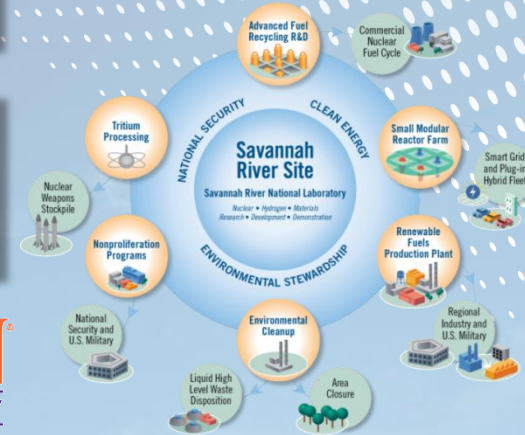 Advanced Fuel
Recycling R&D
Commercial
Nuclear
Fuel Cycle
NATIONAL SECURITY
CLEAN ENERGY
Tritium
Processing
Small Modular
Reactor Farm
Savannah
River Site
Savannah River National Laboratory
Nuclear • Hydrogen • Materials
Research • Development • Demonstration
Smart Grid
and Plug-in
Hybrid Fleet
Nuclear
Weapons
Stockpile
Nonproliferation
Programs
Renewable
Fuels
Production Plant
ENVIRONMENTAL STEWARDSHIP
National
Security and
U.S. Military
Environmental
Cleanup
Regional
Industry and
U.S. Military
Liquid High
Level Waste
Disposition
Area
Closure